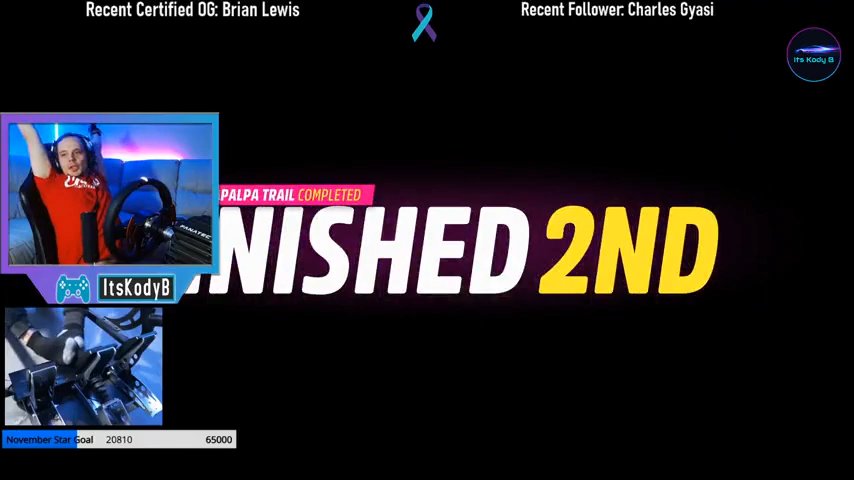 Recent Certified OG: Brian Lewis
Recent Follower: Charles Gyasi
Its Kody B
PALPA TRAIL COMPLETED
NISHED 2ND
FANATEC
ItsKodyB
November Star Goal 20810 65000